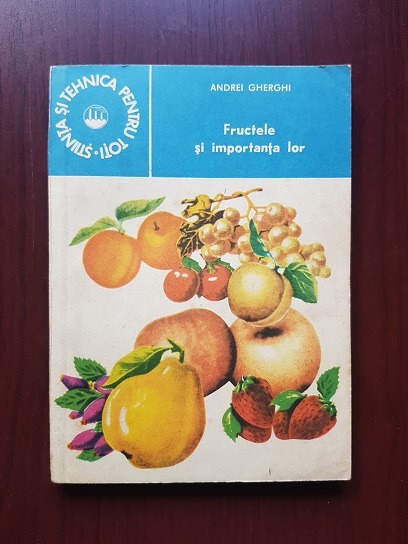 ȘTIINȚA ȘI TEHNICA PENTRU TOȚI •
ANDREI GHERGHI
Fructele
și importanța lor